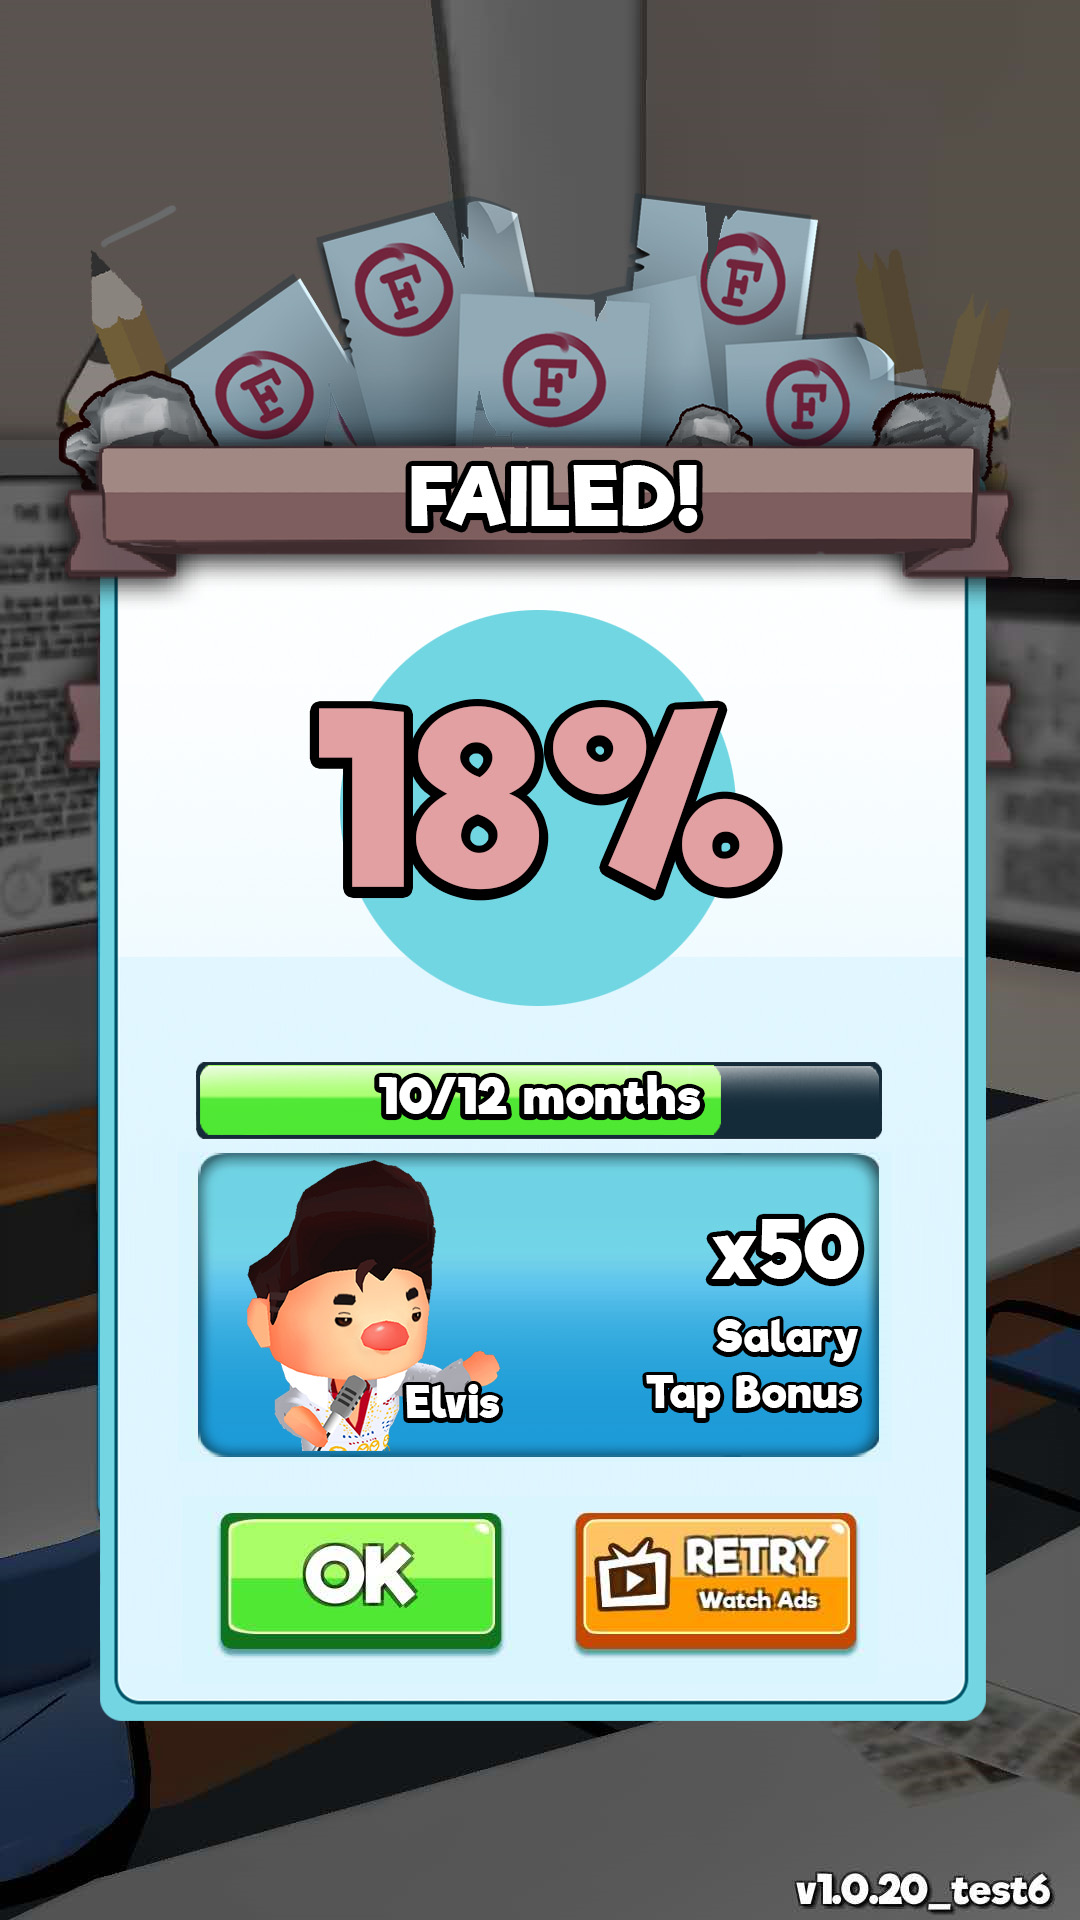 F
F
F
F
F
FAILED!
18%
10/12 months
x50
Salary
Tap Bonus
Elvis
OK
RETRY
Watch Ads
v1.0.20_test6